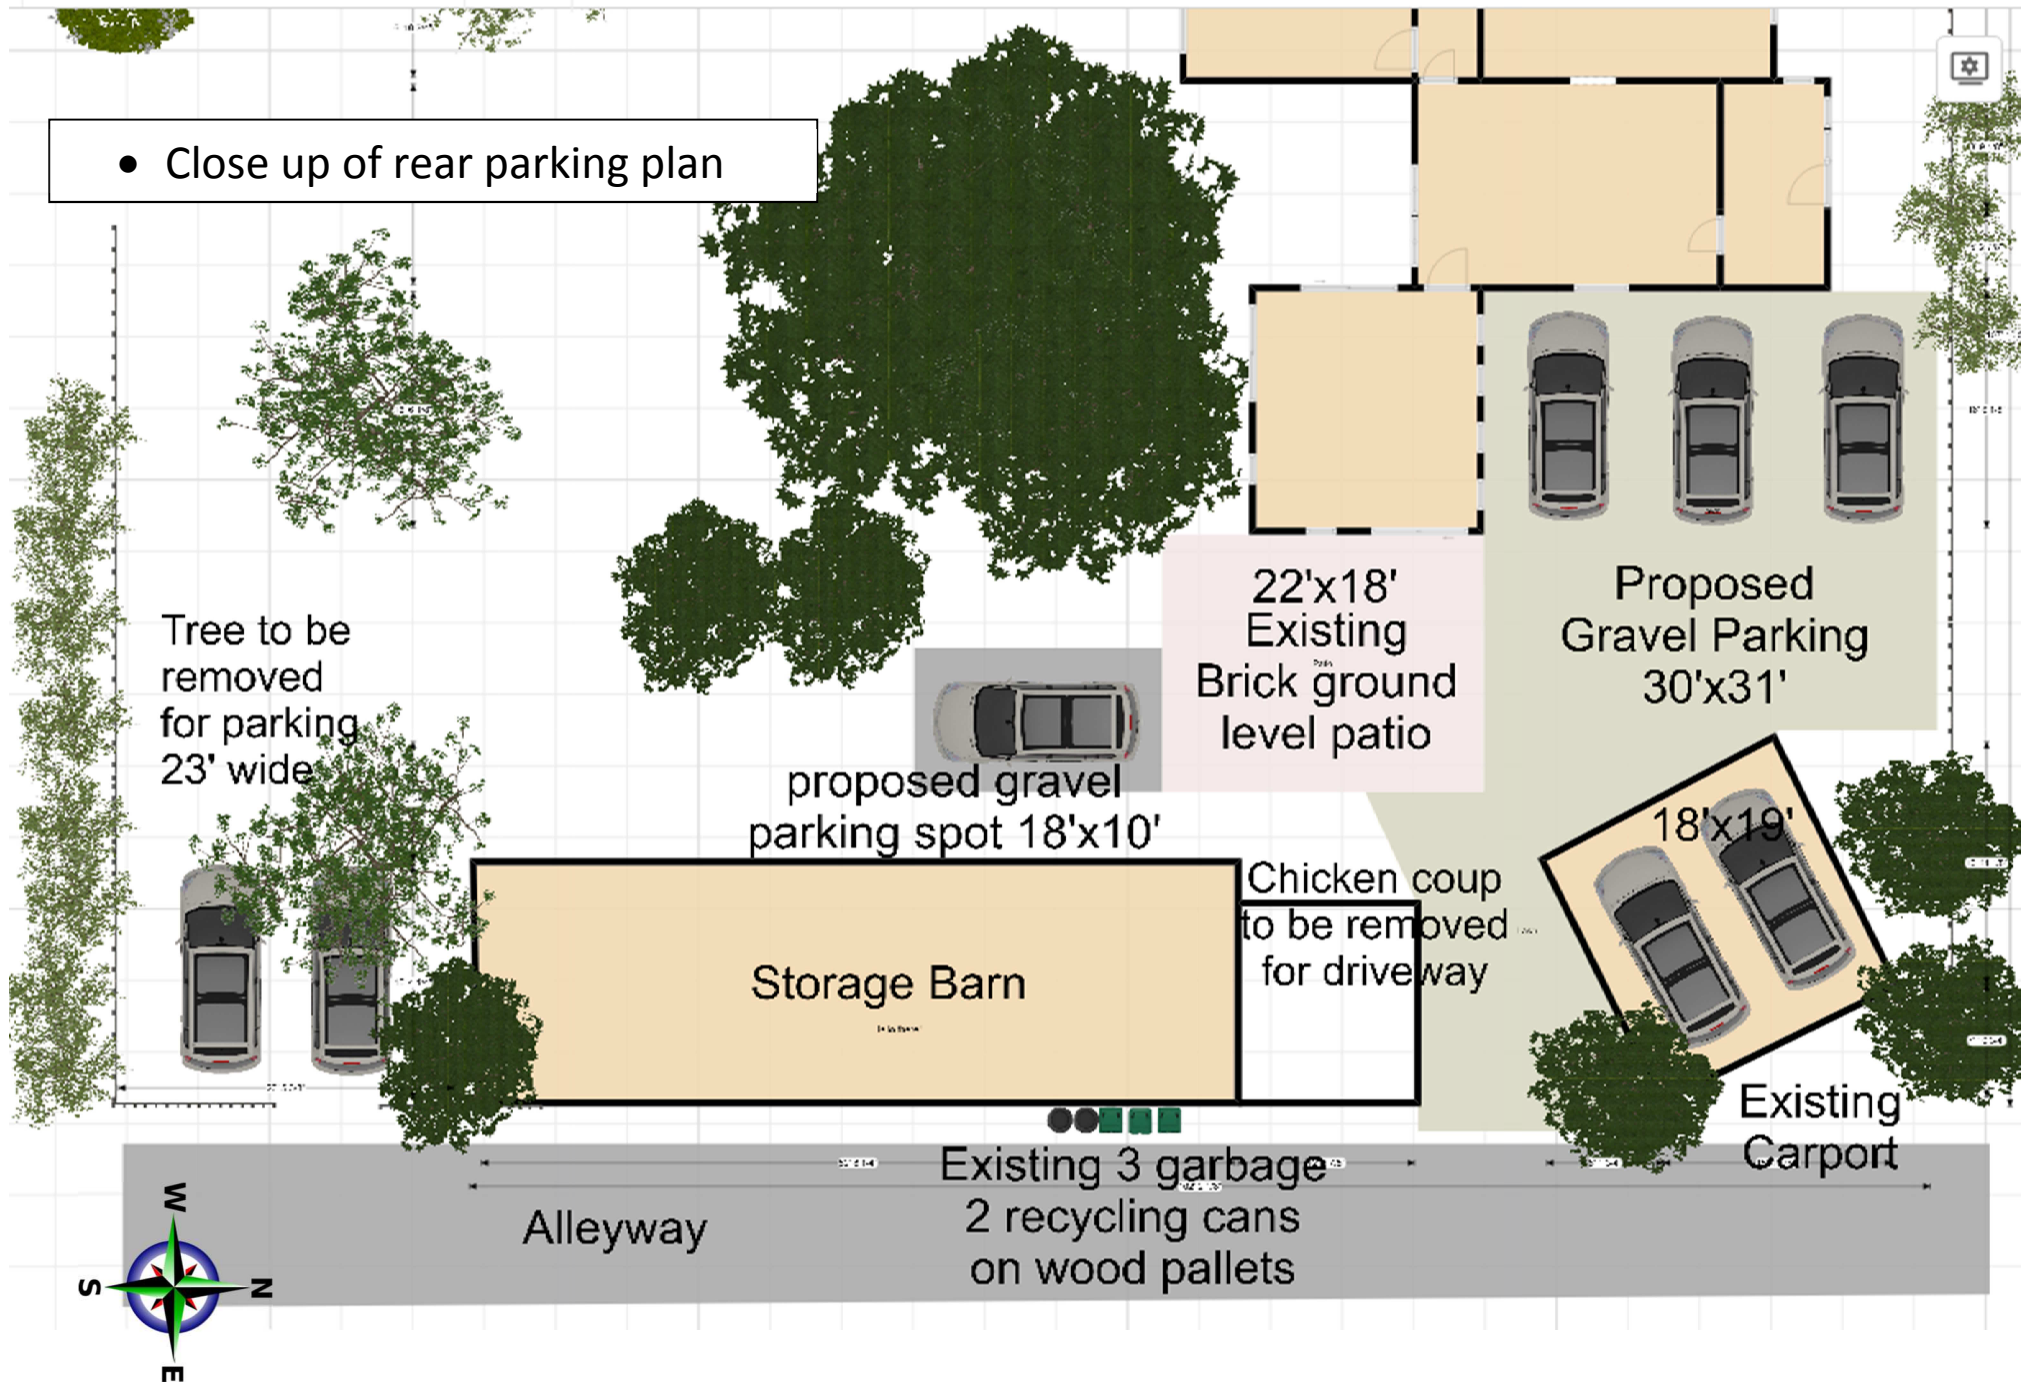 • Close up of rear parking plan
22'x18'
Existing
Brick ground
level patio
Proposed
Gravel Parking
30'x31'
Tree to be
removed
for parking
23' wide
proposed gravel
parking spot 18'x10'
18'x19'
Chicken coup
to be removed
for driveway
Storage Barn
Existing
Carport
Existing 3 garbage
2 recycling cans
on wood pallets
Alleyway
W
S
N
E